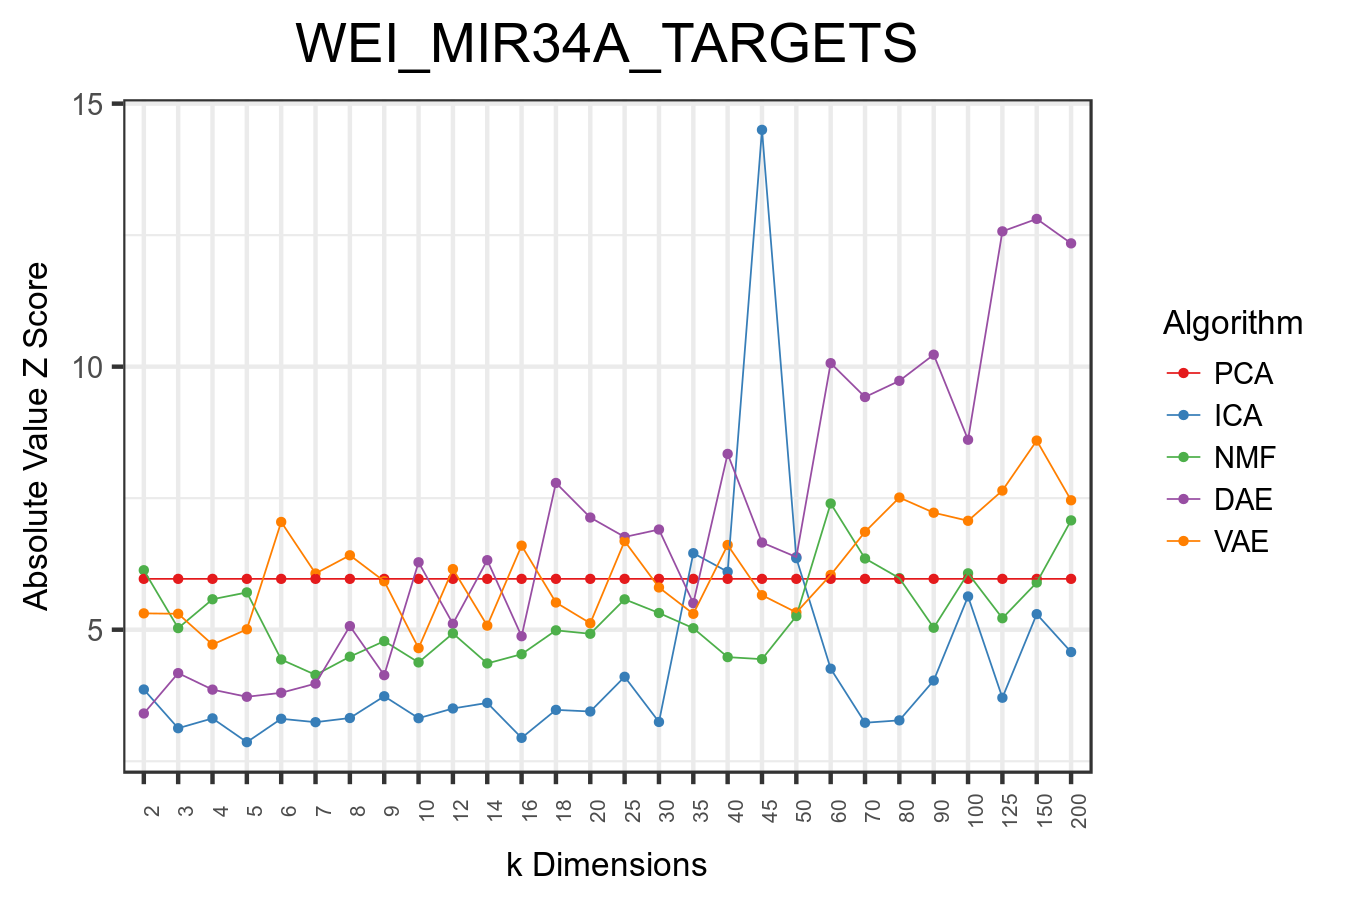 WEI_MIR34A_TARGETS
Absolute Value Z Score
15
10
5
2 3 4 5 6 7 8 9 10 12 14 16 18 20 25 30 35 40 45 50 60 70 80 90 100 125 150 200
k Dimensions
Algorithm
PCA
ICA
NMF
DAE
VAE